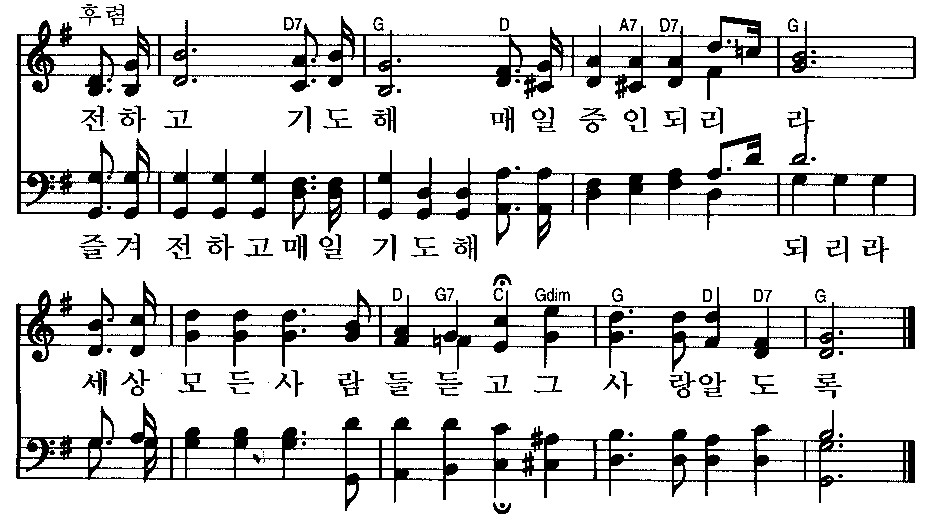 후렴
D7 G D A7 D7 G
전하고 기도해 매일 증인되리라
즐겨 전하고매일 기도해 되리라
D G7 C Gdim G D D7 G
세상 모든사람들듣고그사랑알도록